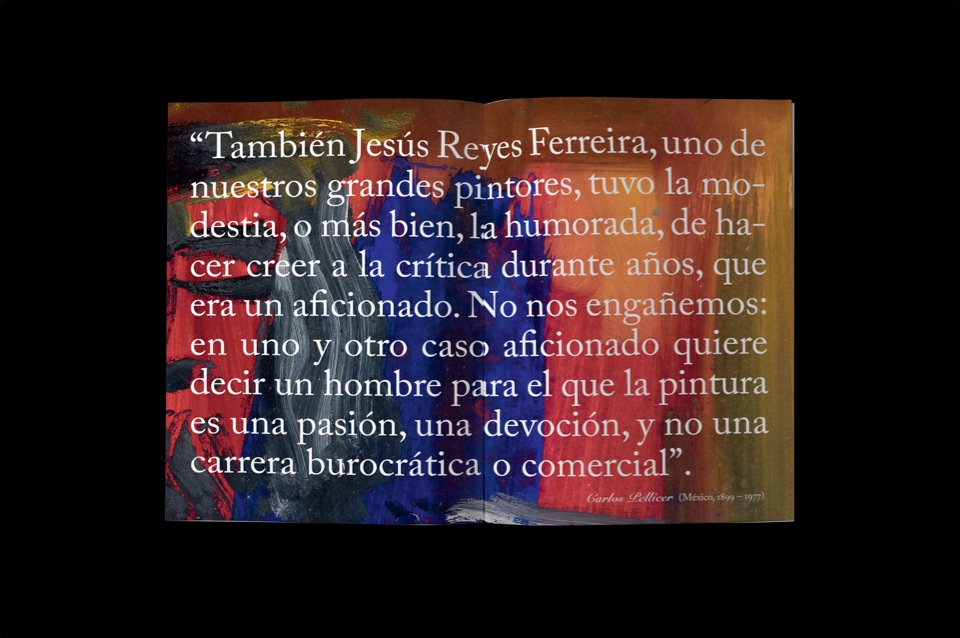 “También Jesús Reyes Ferreira, uno de
nuestros grandes pintores, tuvo la mo-
destia, o más bien, la humorada, de ha-
cer creer a la crítica durante años, que
era un aficionado. No nos engañemos:
en uno y otro caso aficionado quiere
decir un hombre para el que la pintura
es una pasión, una devoción, y no una
carrera burocrática o comercial”.
Carlos Pellicer (México, 1899 – 1977)